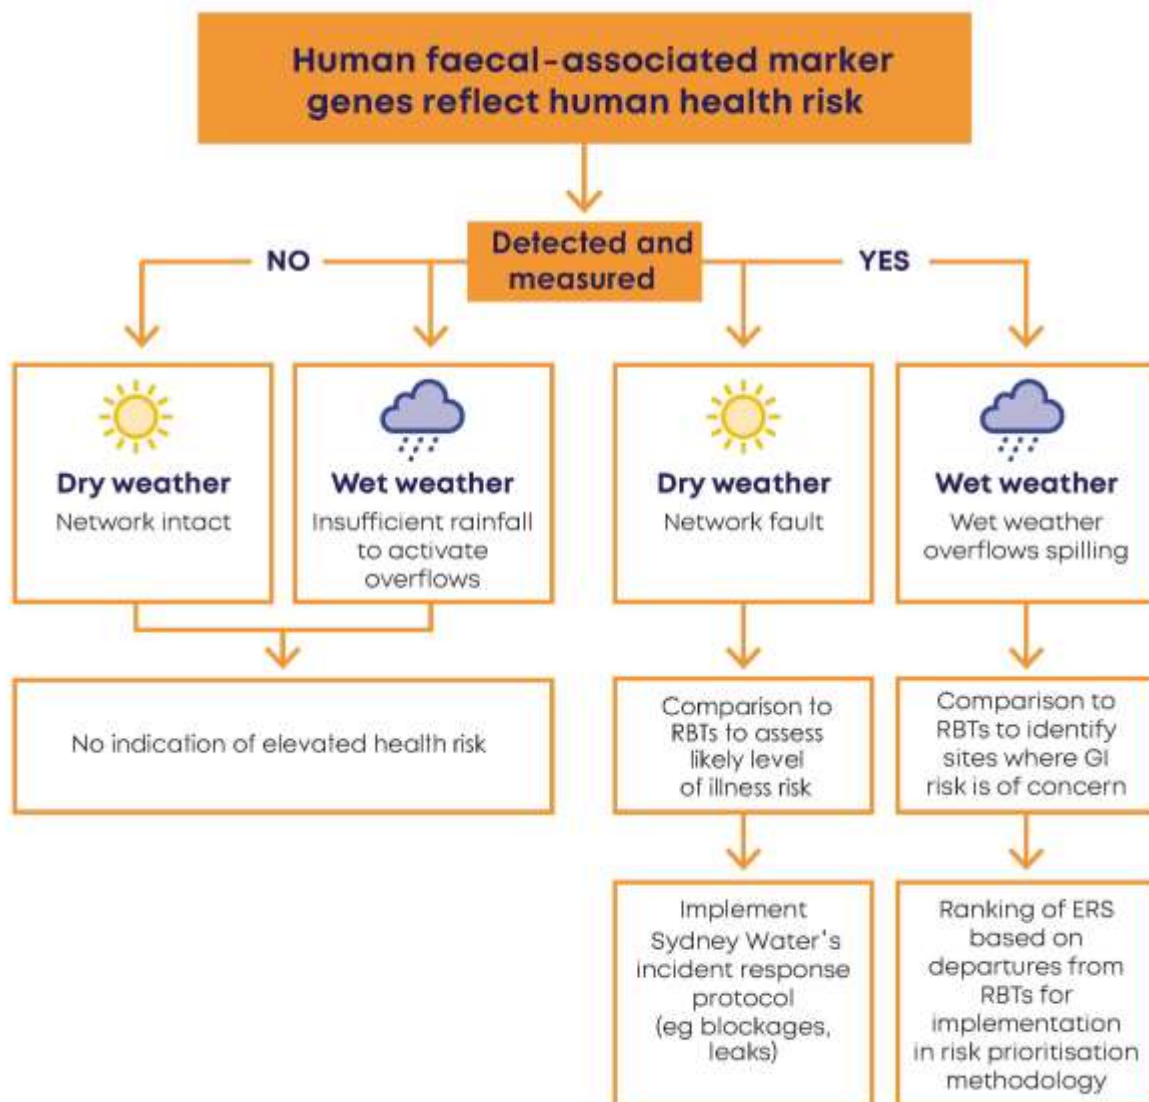 Human faecal-associated marker
genes reflect human health risk
NO
Detected and
measured
YES
Dry weather
Network intact
Wet weather
Insufficient rainfall
to activate
overflows
Dry weather
Network fault
Wet weather
Wet weather
overflows spilling
No indication of elevated health risk
Comparison to
RBTs to assess
likely level
of illness risk
Comparison to
RBTs to identify
sites where GI
risk is of concern
Implement
Sydney Water's
incident response
protocol
(eg blockages,
leaks)
Ranking of ERS
based on
departures from
RBTs for
implementation
in risk prioritisation
methodology